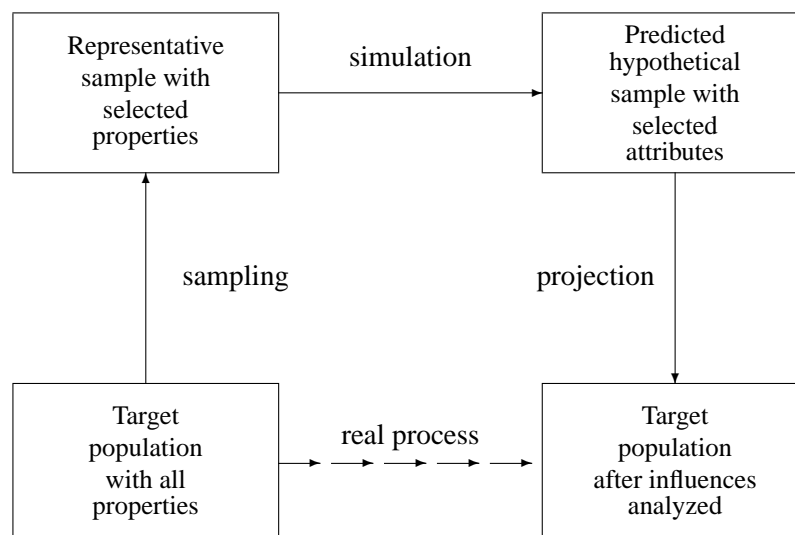 Representative
sample with
selected
properties
simulation
Predicted
hypothetical
sample with
selected
attributes
sampling
projection
Target
population
with all
properties
real process
Target
population
after influences
analyzed